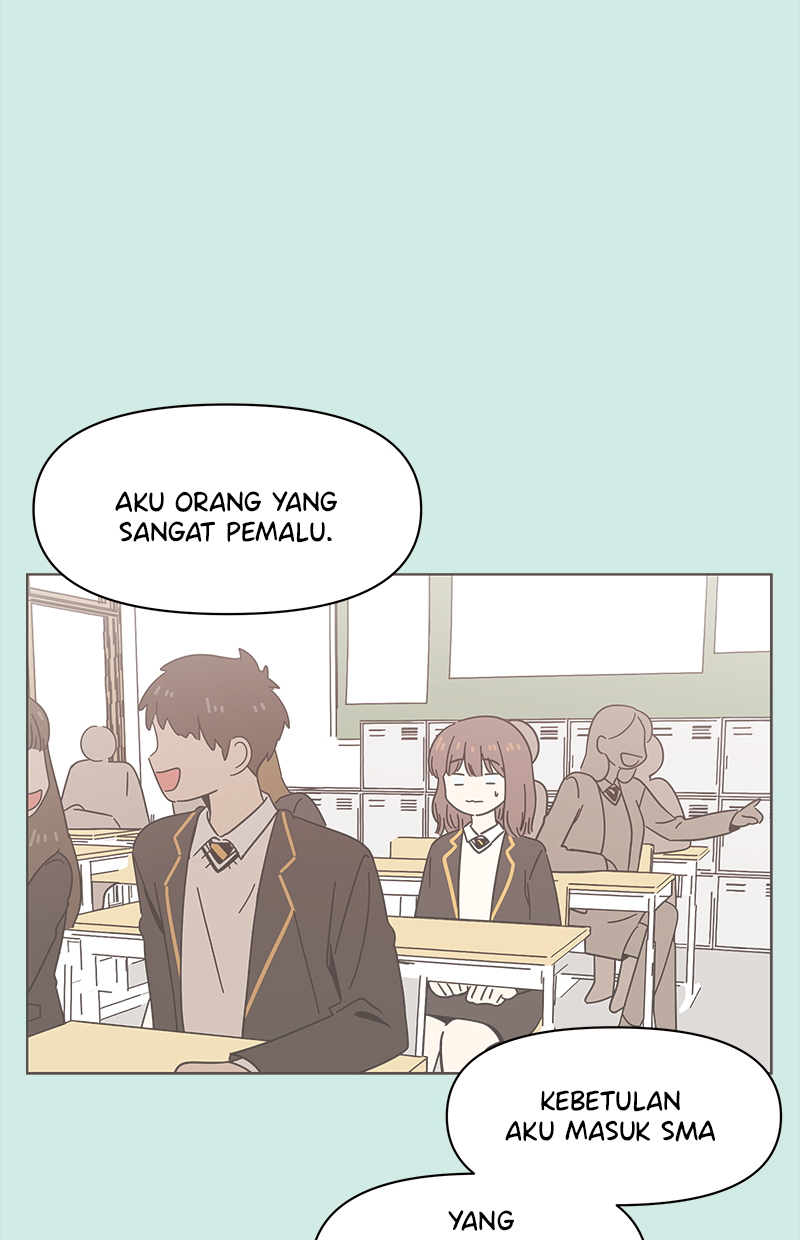 AKU ORANG YANG
SANGAT PEMALU.
KEBETULAN
AKU MASUK SMA
YANG